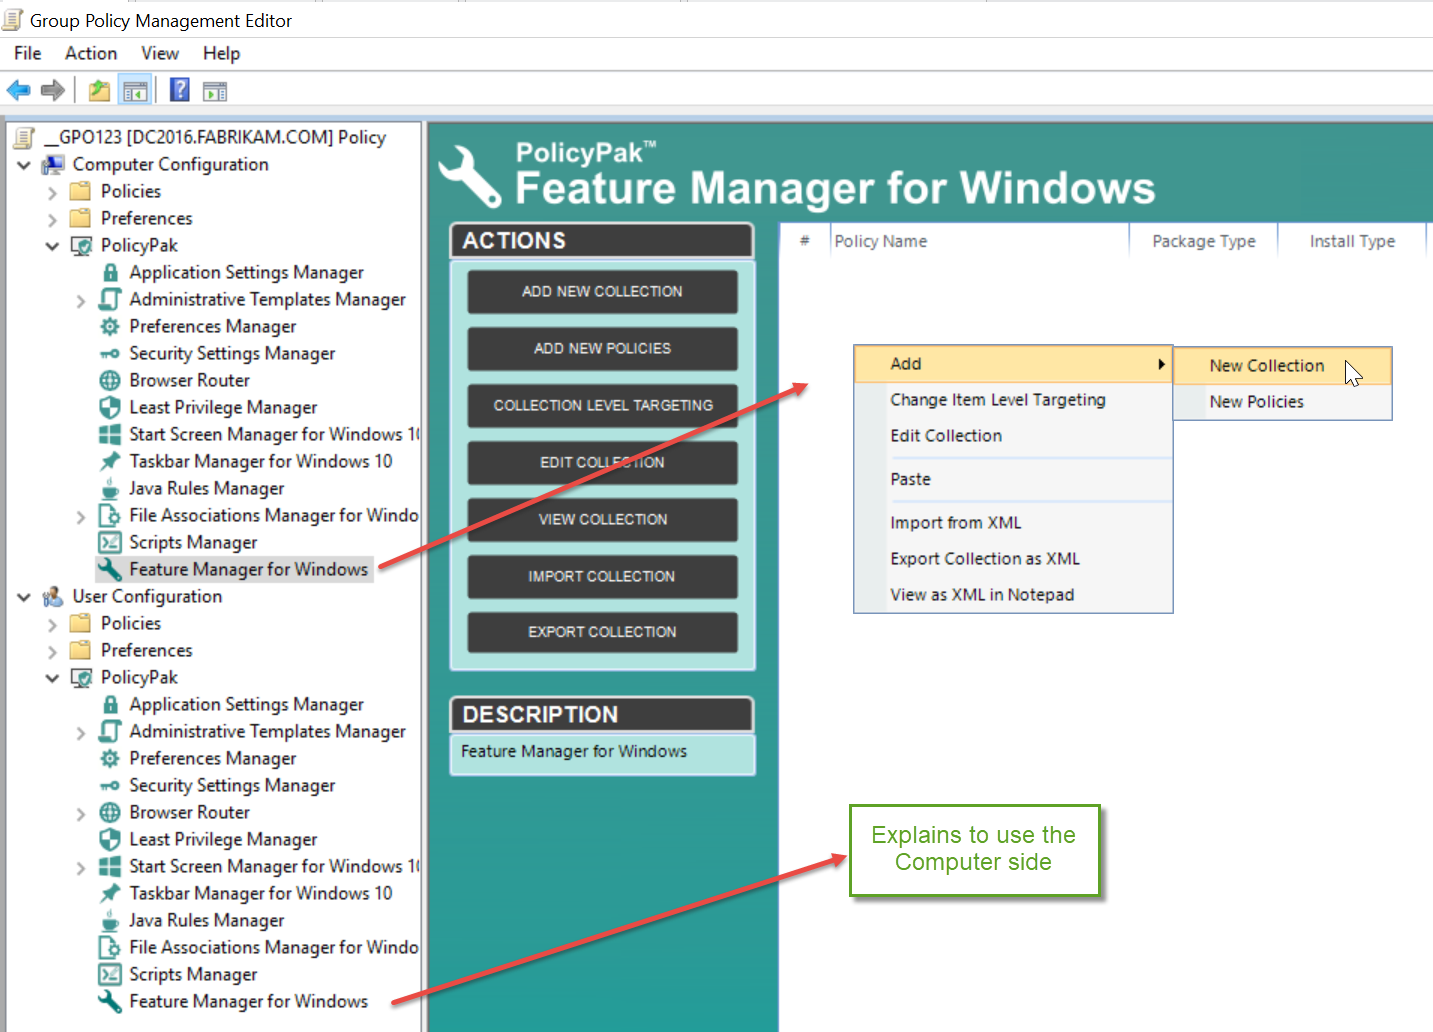 Group Policy Management Editor
File Action View Help
__GPO123 [DC2016.FABRIKAM.COM] Policy
Computer Configuration
Policies
Preferences
PolicyPak
Application Settings Manager
Administrative Templates Manager
Preferences Manager
Security Settings Manager
Browser Router
Least Privilege Manager
Start Screen Manager for Windows 1
Taskbar Manager for Windows 10
Java Rules Manager
File Associations Manager for Windo
Scripts Manager
Feature Manager for Windows
User Configuration
Policies
Preferences
PolicyPak
Application Settings Manager
Administrative Templates Manager
Preferences Manager
Security Settings Manager
Browser Router
Least Privilege Manager
Start Screen Manager for Windows 1
Taskbar Manager for Windows 10
Java Rules Manager
File Associations Manager for Windo
Scripts Manager
Feature Manager for Windows
PolicyPak™
Feature Manager for Windows
ACTIONS
ADD NEW COLLECTION
ADD NEW POLICIES
COLLECTION LEVEL TARGETING
EDIT COLLECTION
VIEW COLLECTION
IMPORT COLLECTION
EXPORT COLLECTION
DESCRIPTION
Feature Manager for Windows
# Policy Name Package Type Install Type
Add
Change Item Level Targeting
Edit Collection
Paste
Import from XML
Export Collection as XML
View as XML in Notepad
New Collection
New Policies
Explains to use the
Computer side